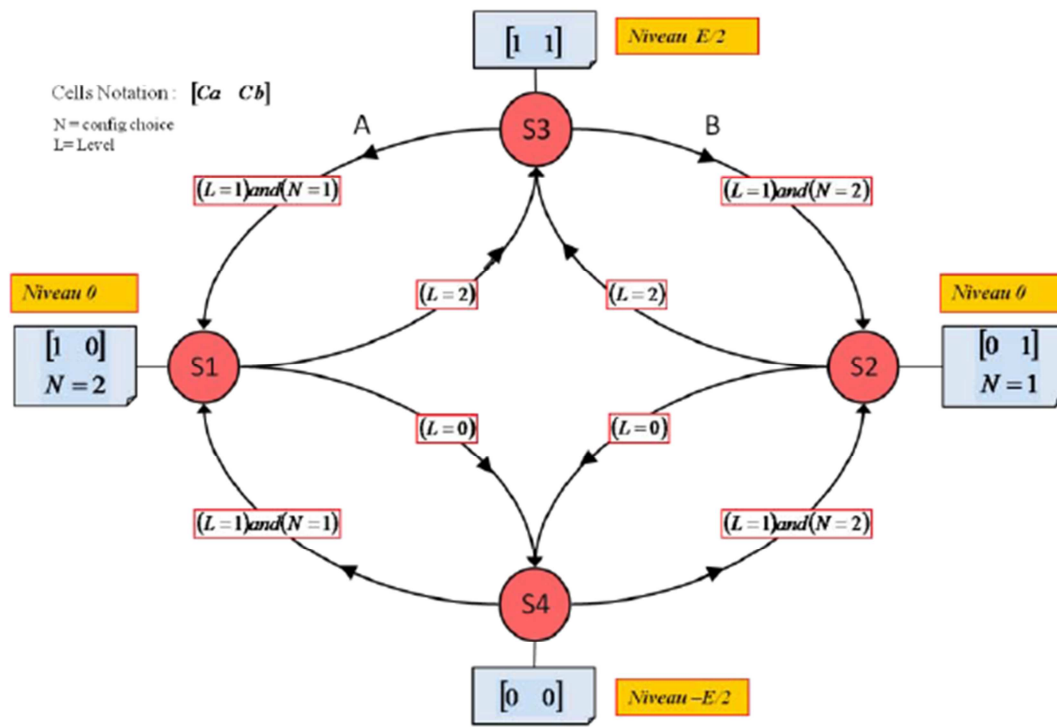 [1 1]
Niveau E/2
Cells Notation : [Ca Cb]
N = config choice
L= Level
A
S3
B
(L=1)and(N=1)
(L=1)and(N=2)
Niveau 0
(L=2)
(L=2)
Niveau 0
[1 0]
N=2
S1
S2
[0 1]
N=1
(L=0)
(L=0)
(L=1)and(N=1)
(L=1)and(N=2)
S4
[0 0]
Niveau –E/2